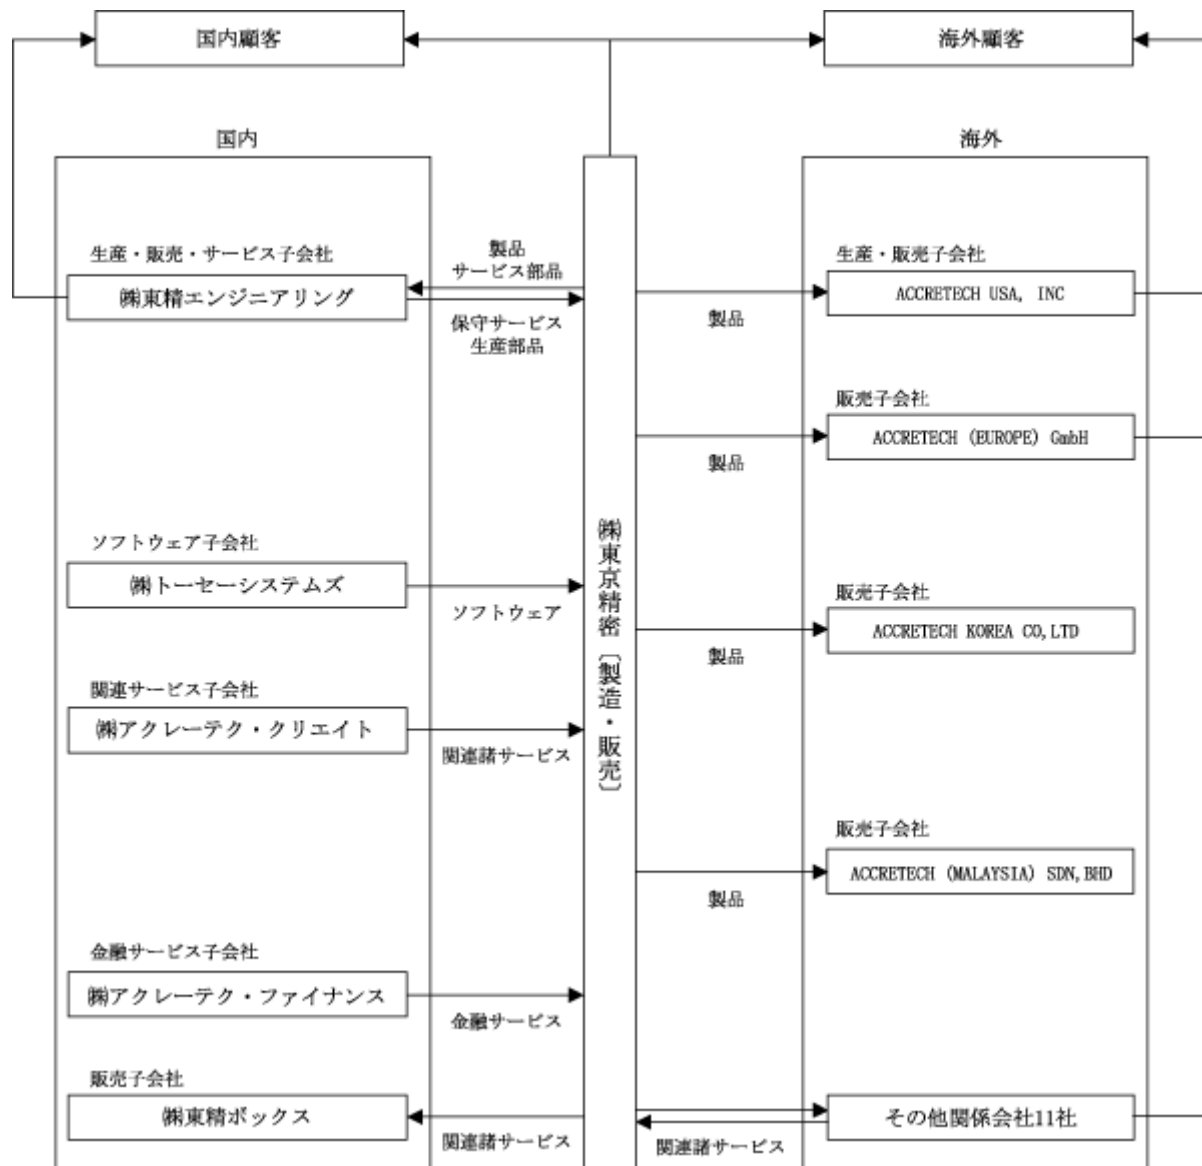 国内顧客
海外顧客
国内
海外
生産・販売・サービス子会社
㈱東精エンジニアリング
製品
サービス部品
保守サービス
生産部品
ソフトウェア子会社
㈱トーセーシステムズ
ソフトウェア
関連サービス子会社
㈱アクレーテク・クリエイト
関連諸サービス
金融サービス子会社
㈱アクレーテク・ファイナンス
金融サービス
販売子会社
㈱東精ボックス
関連諸サービス
㈱東京精密〔製造・販売〕
生産・販売子会社
ACCRETECH USA, INC
製品
販売子会社
ACCRETECH (EUROPE) GmbH
製品
販売子会社
ACCRETECH KOREA CO,LTD
製品
販売子会社
ACCRETECH (MALAYSIA) SDN,BHD
製品
その他関係会社11社
関連諸サービス